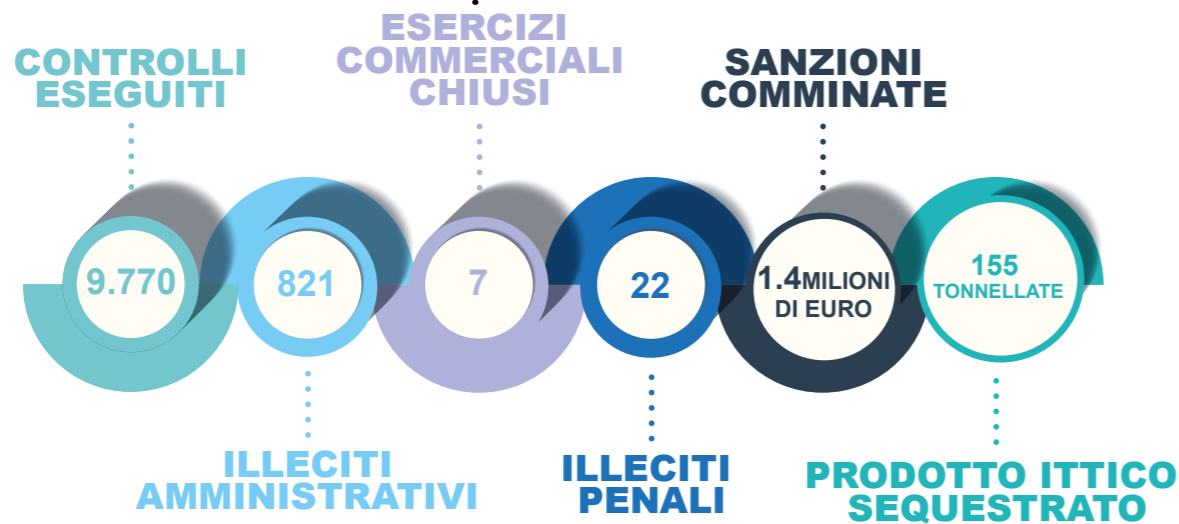 CONTROLLI
ESEGUITI
9.770
ILLECITI
AMMINISTRATIVI
821
ESERCIZI
COMMERCIALI
CHIUSI
7
ILLECITI
PENALI
22
SANZIONI
COMMINATE
1.4MILIONI
DI EURO
PRODOTTO ITTICO
SEQUESTRATO
155
TONNELLATE